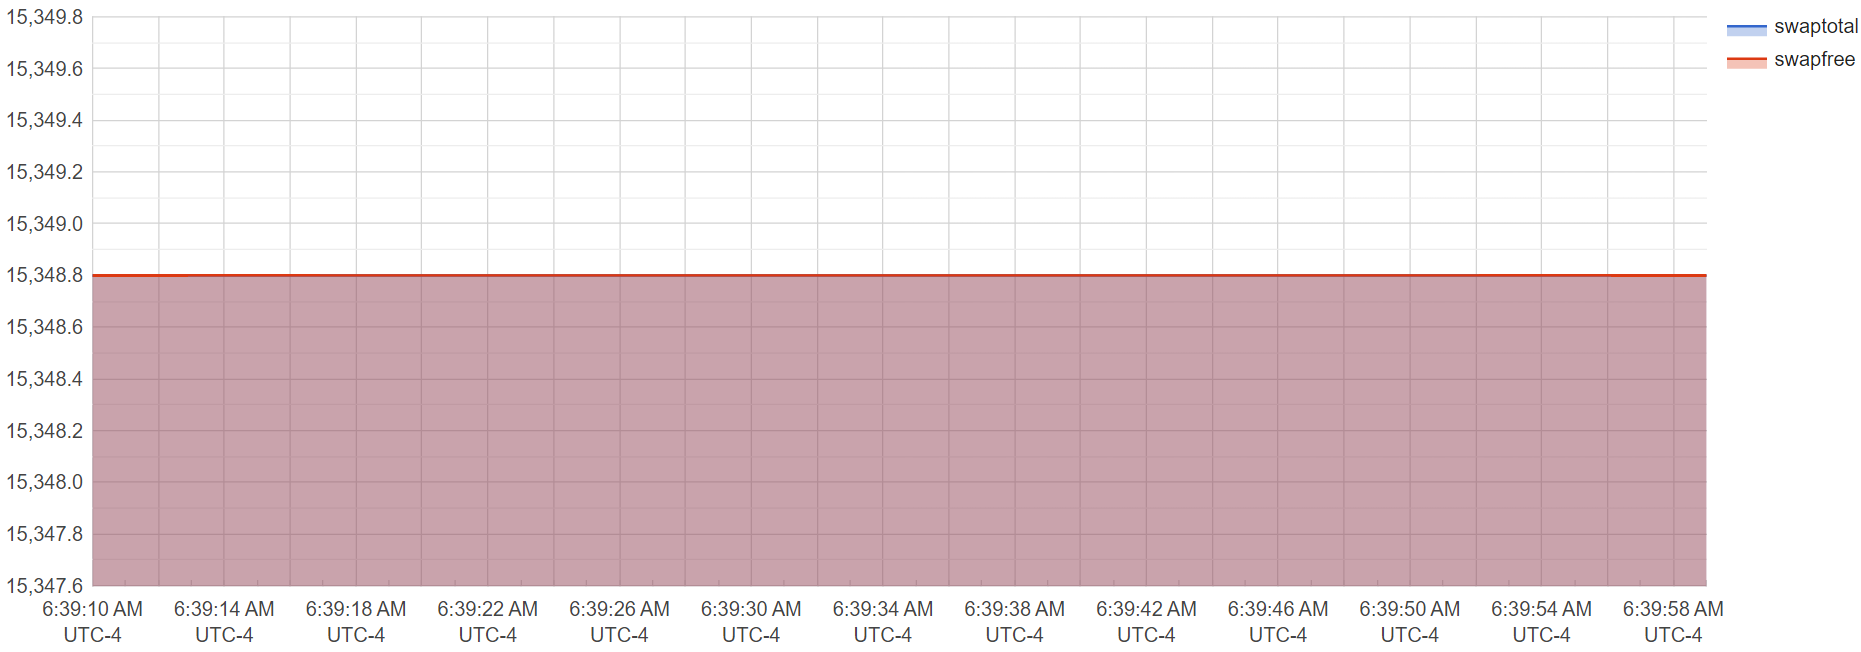 15,349.8
15,349.6
15,349.4
15,349.2
15,349.0
15,348.8
15,348.6
15,348.4
15,348.2
15,348.0
15,347.8
15,347.6
6:39:10 AM UTC-4
6:39:14 AM UTC-4
6:39:18 AM UTC-4
6:39:22 AM UTC-4
6:39:26 AM UTC-4
6:39:30 AM UTC-4
6:39:34 AM UTC-4
6:39:38 AM UTC-4
6:39:42 AM UTC-4
6:39:46 AM UTC-4
6:39:50 AM UTC-4
6:39:54 AM UTC-4
6:39:58 AM UTC-4
swaptotal
swapfree